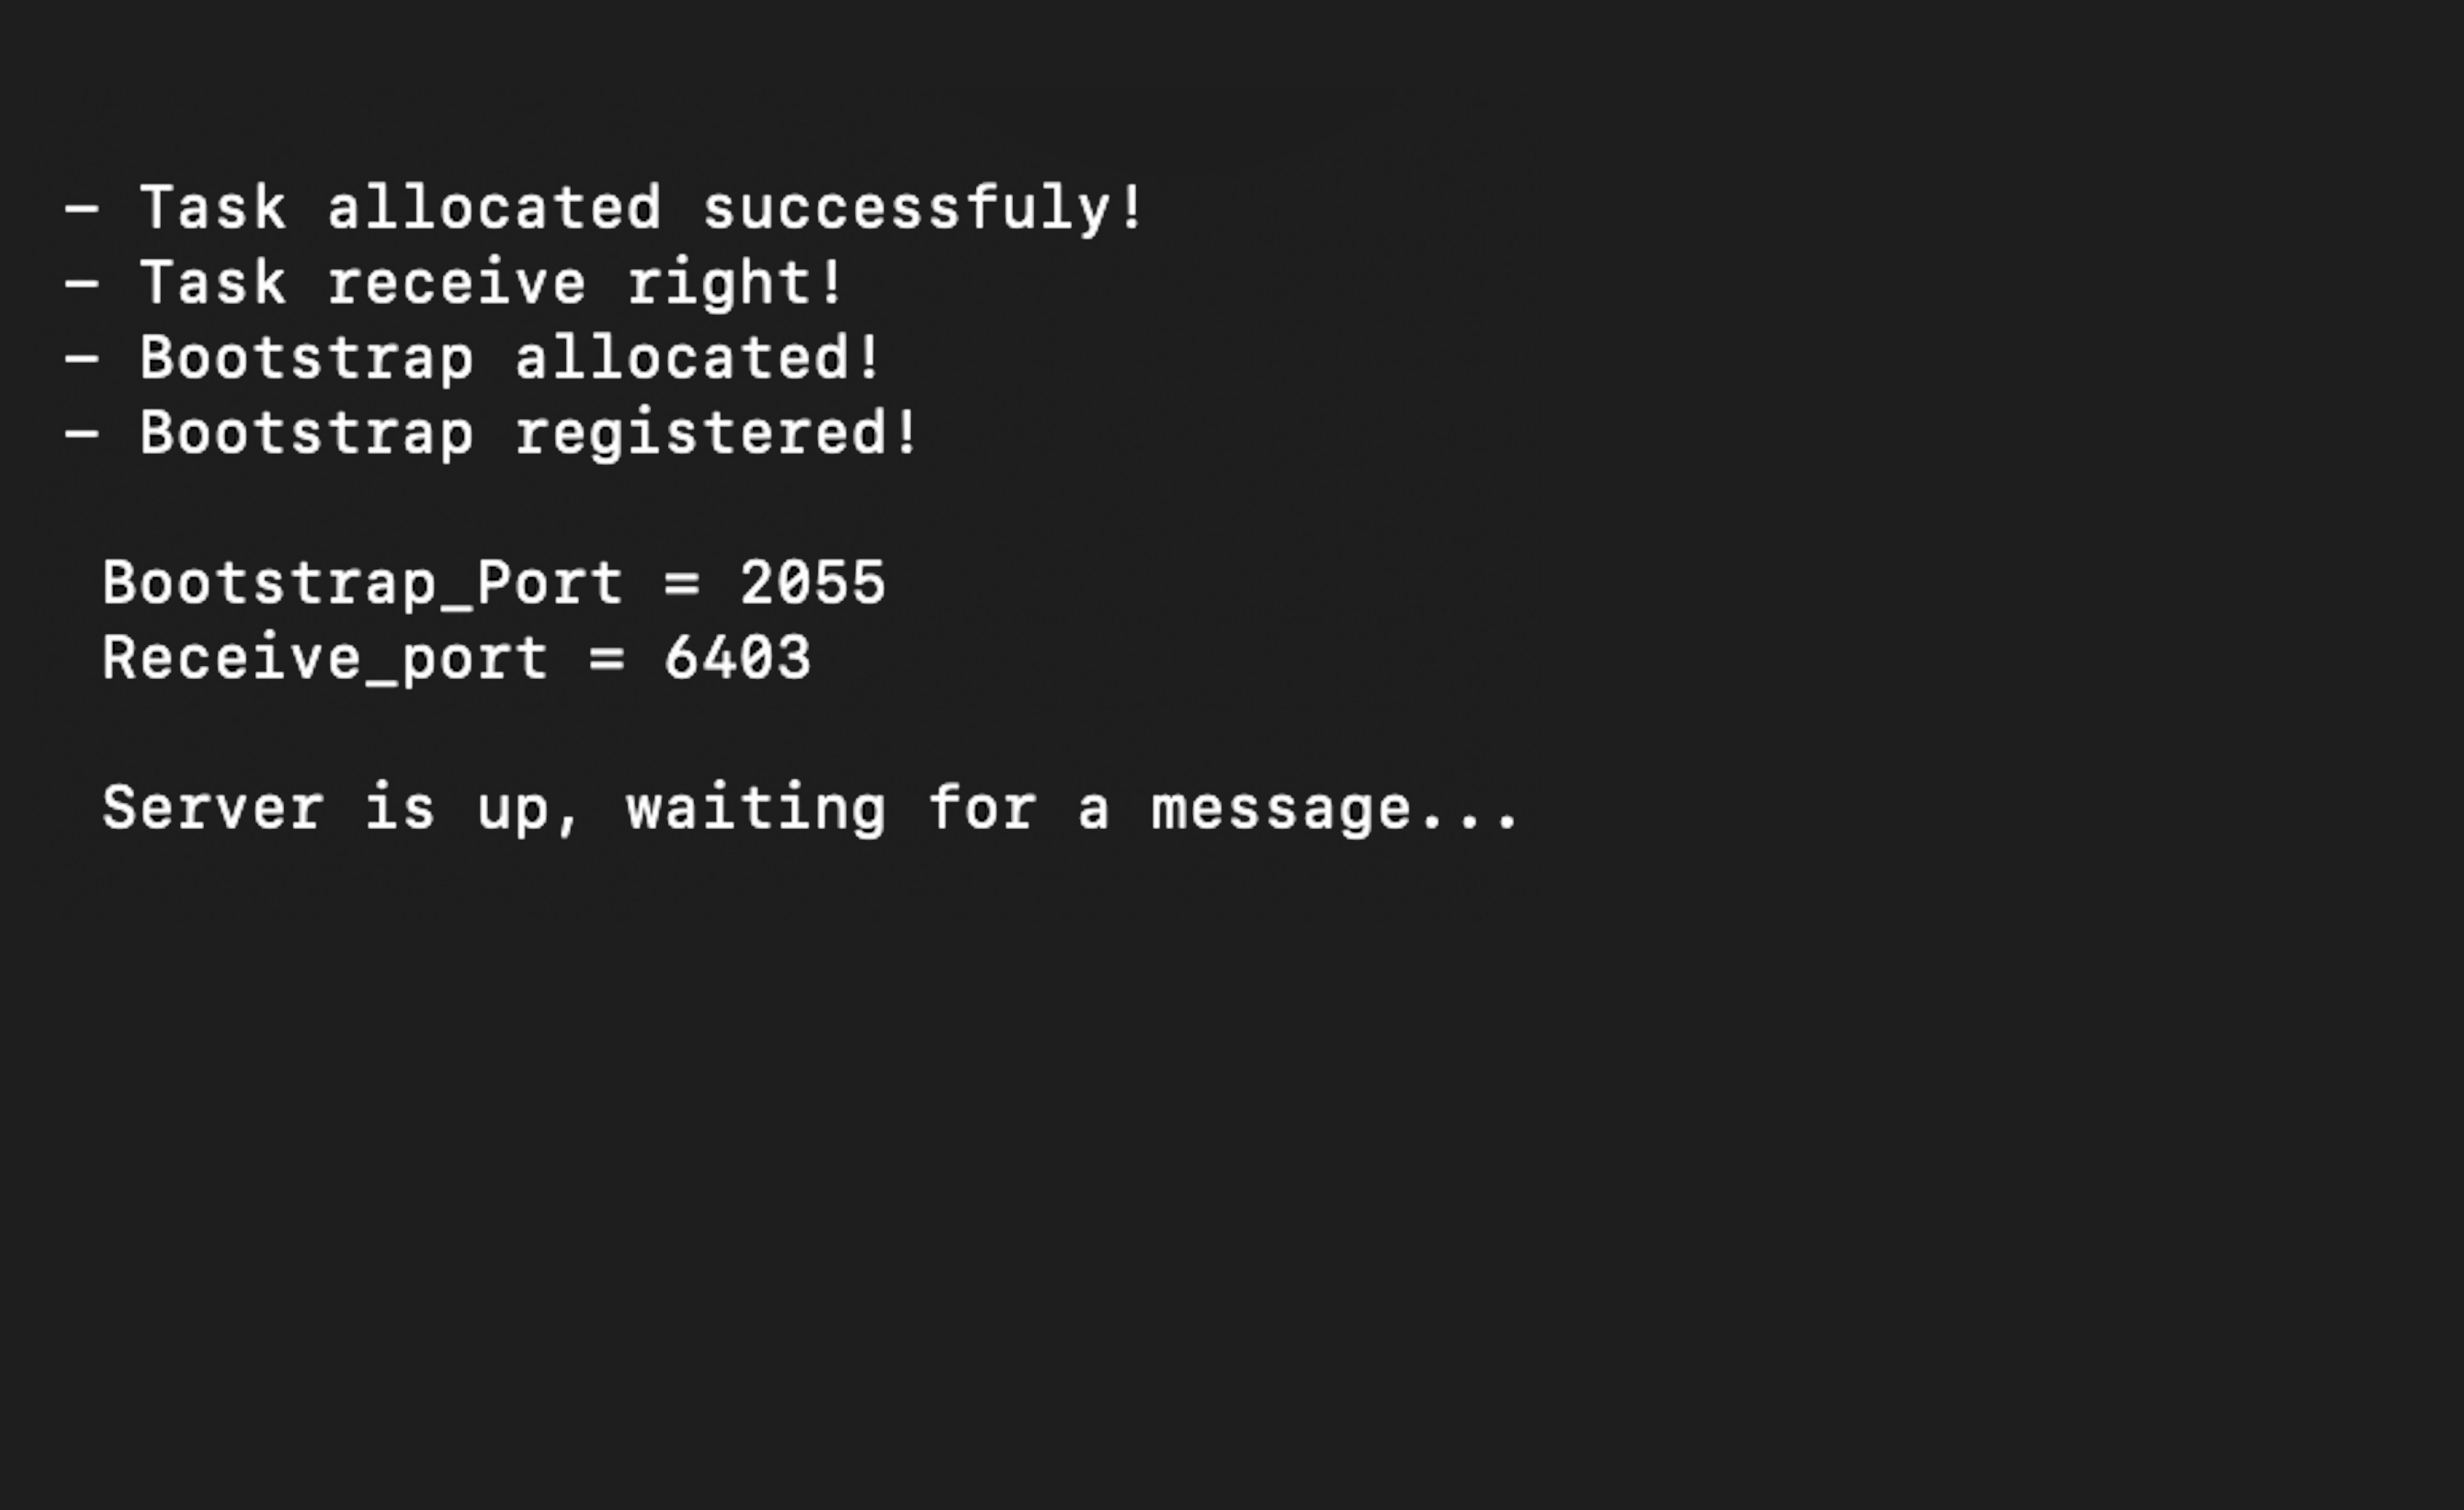 – Task allocated successfuly!
– Task receive right!
– Bootstrap allocated!
– Bootstrap registered!
Bootstrap_Port = 2055
Receive_port = 6403
Server is up, waiting for a message...